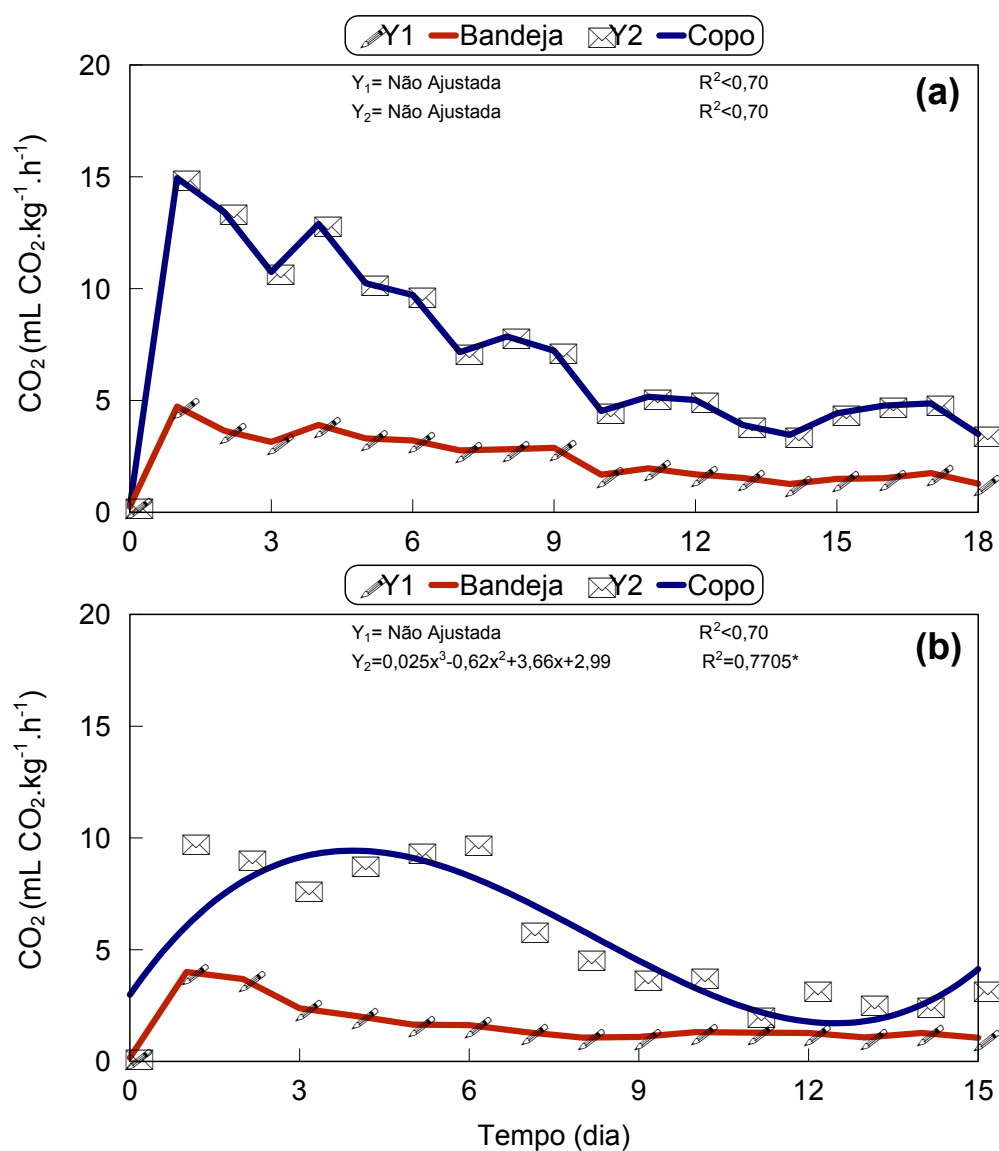 Y1 Bandeja Y2 Copo
20
15
10
5
0
CO₂ (mL CO₂.kg⁻¹.h⁻¹)
Y₁= Não Ajustada R²<0,70
Y₂= Não Ajustada R²<0,70
(a)
0 3 6 9 12 15 18
Y1 Bandeja Y2 Copo
20
15
10
5
0
CO₂ (mL CO₂.kg⁻¹.h⁻¹)
Y₁= Não Ajustada R²<0,70
Y₂=0,025x³-0,62x²+3,66x+2,99 R²=0,7705*
(b)
0 3 6 9 12 15
Tempo (dia)